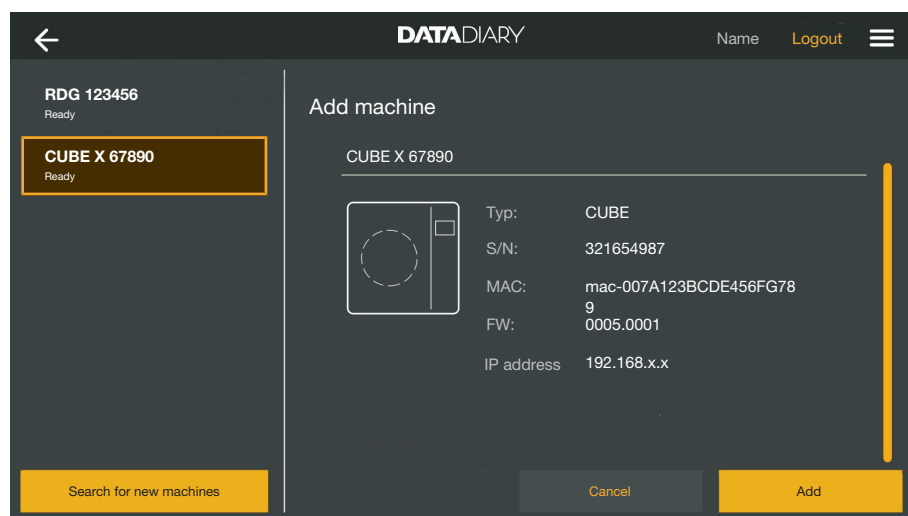 DATADIARY
Name
Logout
RDG 123456
Ready
CUBE X 67890
Ready
Search for new machines
Add machine
CUBE X 67890
Typ: CUBE
S/N: 321654987
MAC: mac-007A123BCDE456FG78
9
FW: 0005.0001
IP address 192.168.x.x
Cancel
Add